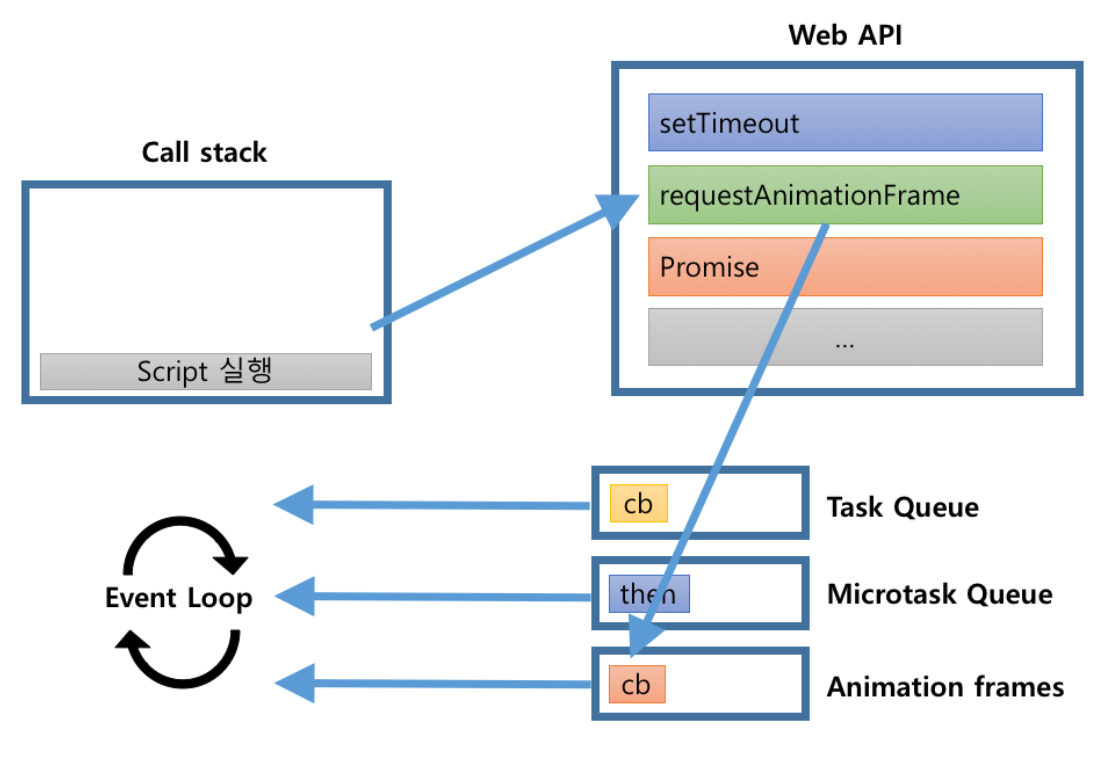 Web API
setTimeout
requestAnimationFrame
Promise
...
Call stack
Script 실행
cb
Task Queue
then
Microtask Queue
cb
Animation frames
Event Loop